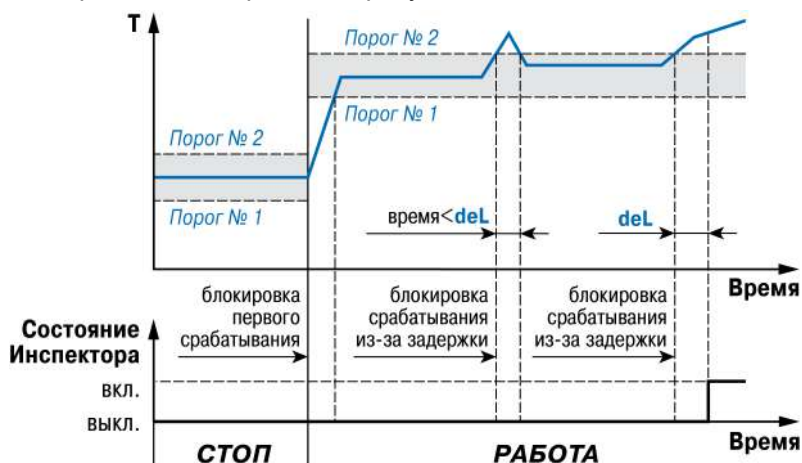 T
Порог № 2
Порог № 2
Порог № 1
Порог № 1
время<deL
deL
Время
блокировка
первого
срабатывания
блокировка
срабатывания
из-за задержки
блокировка
срабатывания
из-за задержки
Состояние
Инспектора
вкл.
выкл.
Время
СТОП
РАБОТА